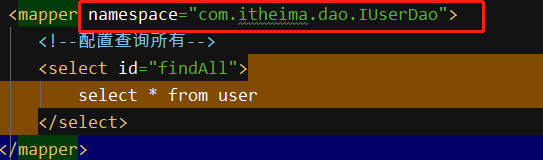 <mapper namespace="com.itheima.dao.IUserDao">
<!--配置查询所有-->
<select id="findAll">
select * from user
</select>
</mapper>